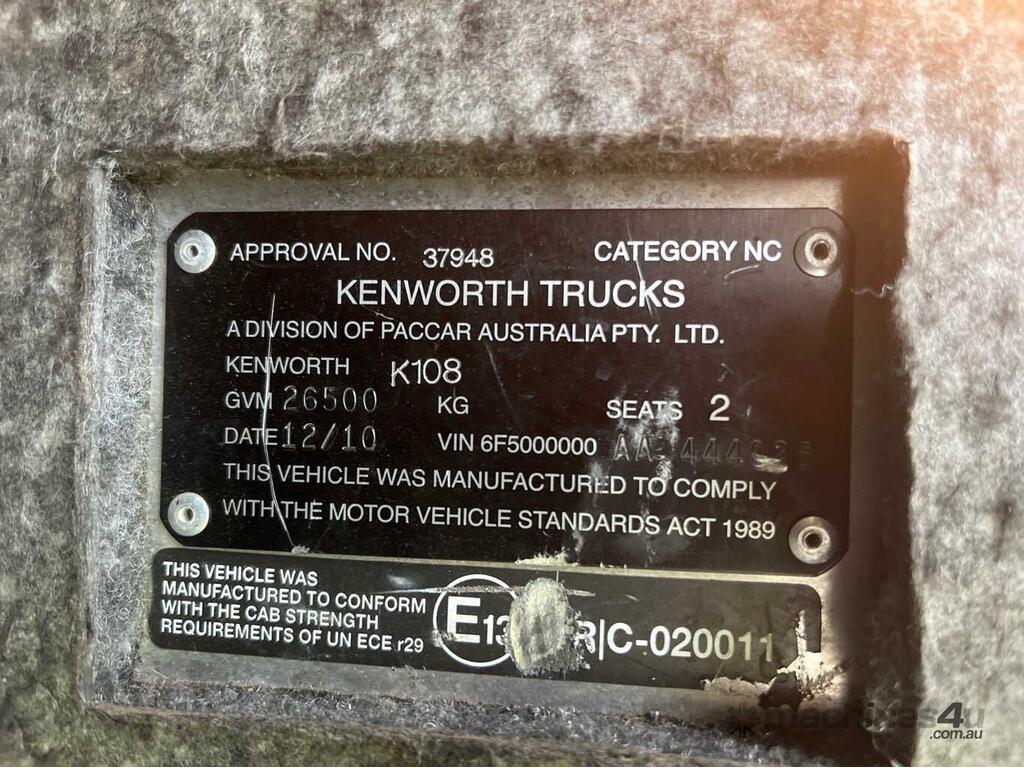 APPROVAL NO. 37948 CATEGORY NC
KENWORTH TRUCKS
A DIVISION OF PACCAR AUSTRALIA PTY. LTD.
KENWORTH K108
GVM 26500 KG SEATS 2
DATE 12/10 VIN 6F5000000
THIS VEHICLE WAS MANUFACTURED TO COMPLY
WITH THE MOTOR VEHICLE STANDARDS ACT 1989
THIS VEHICLE WAS
MANUFACTURED TO CONFORM
WITH THE CAB STRENGTH
REQUIREMENTS OF UN ECE r29
E13 R|C-020011
machines4u
.com.au